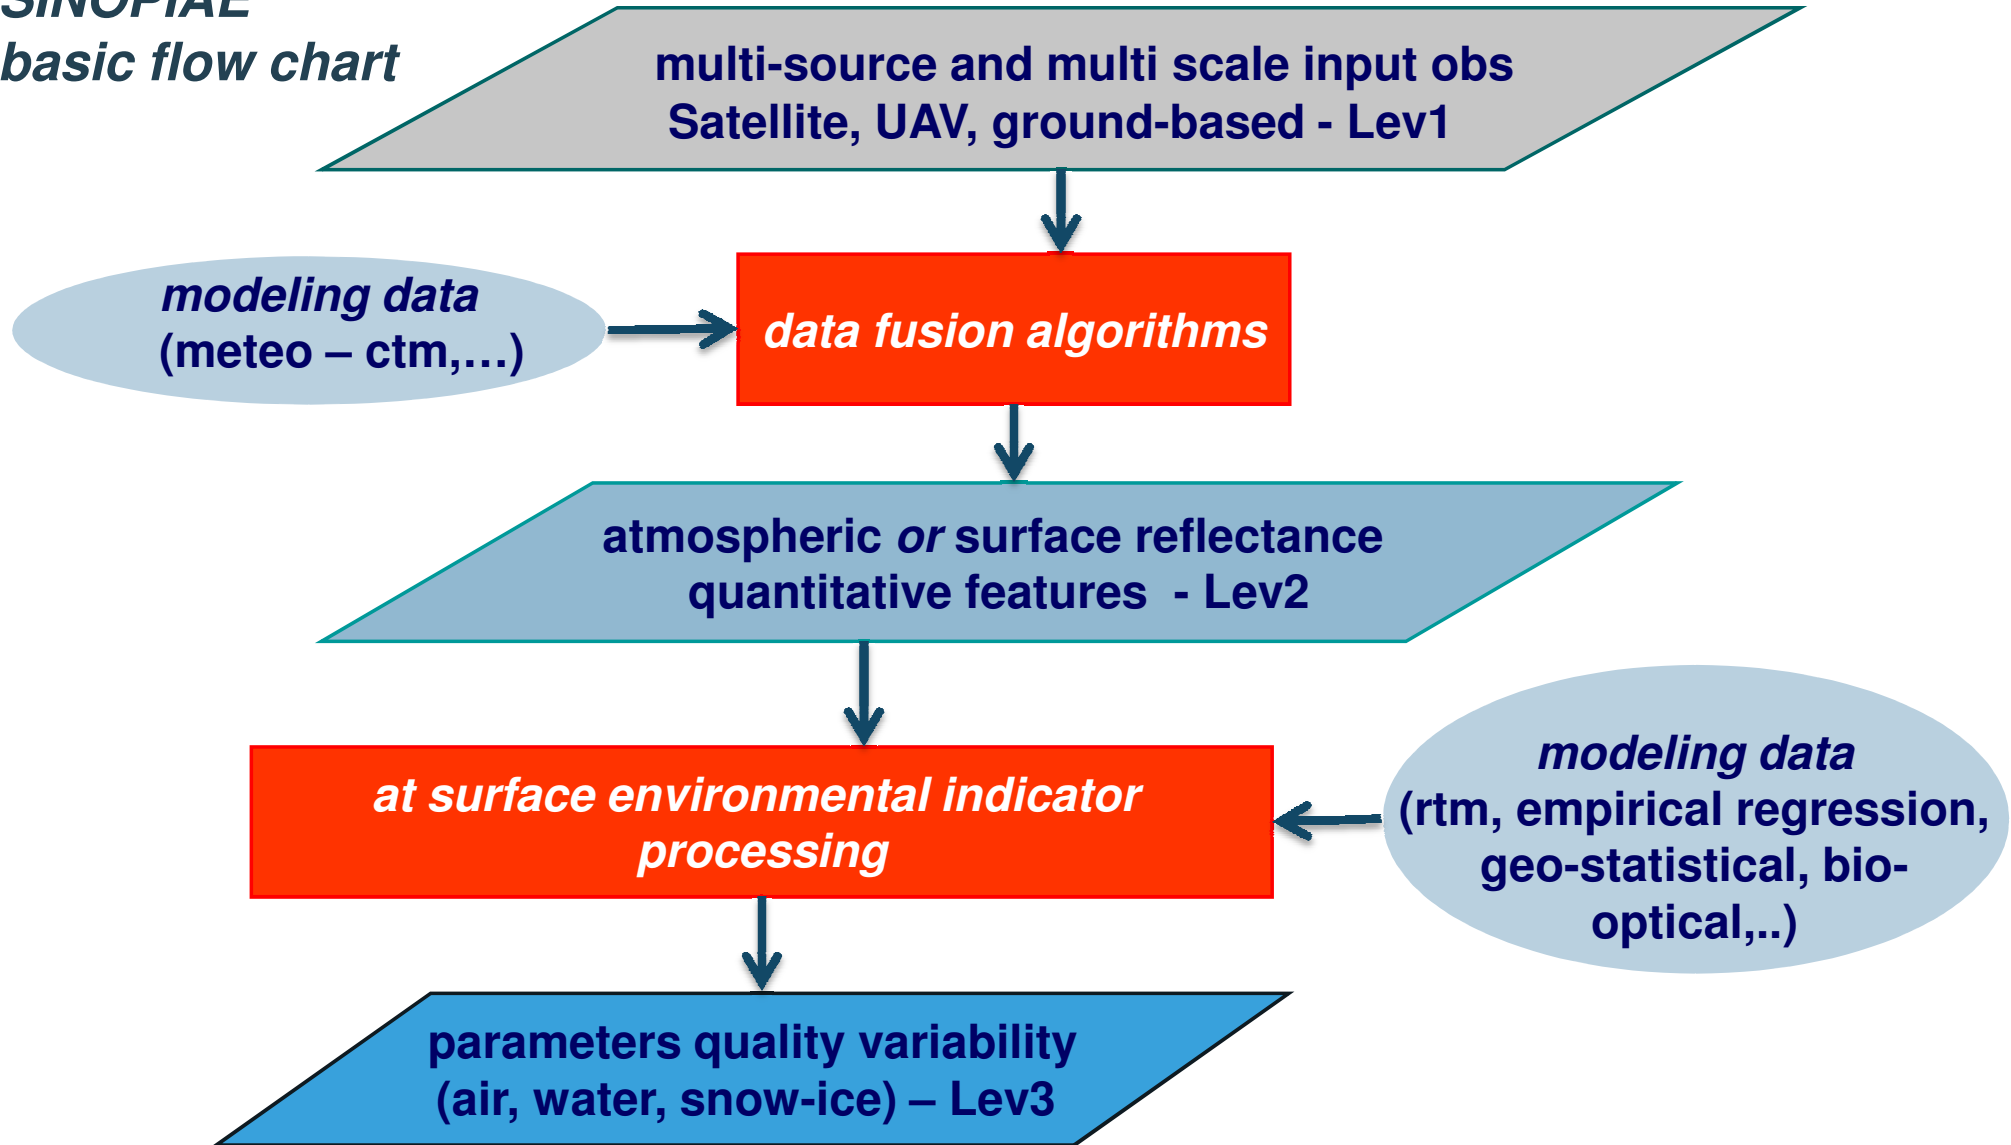 SINOPIAE
basic flow chart
multi-source and multi scale input obs
Satellite, UAV, ground-based - Lev1
modeling data
(meteo – ctm,…)
data fusion algorithms
atmospheric or surface reflectance
quantitative features - Lev2
at surface environmental indicator
processing
modeling data
(rtm, empirical regression,
geo-statistical, bio-
optical,..)
parameters quality variability
(air, water, snow-ice) – Lev3